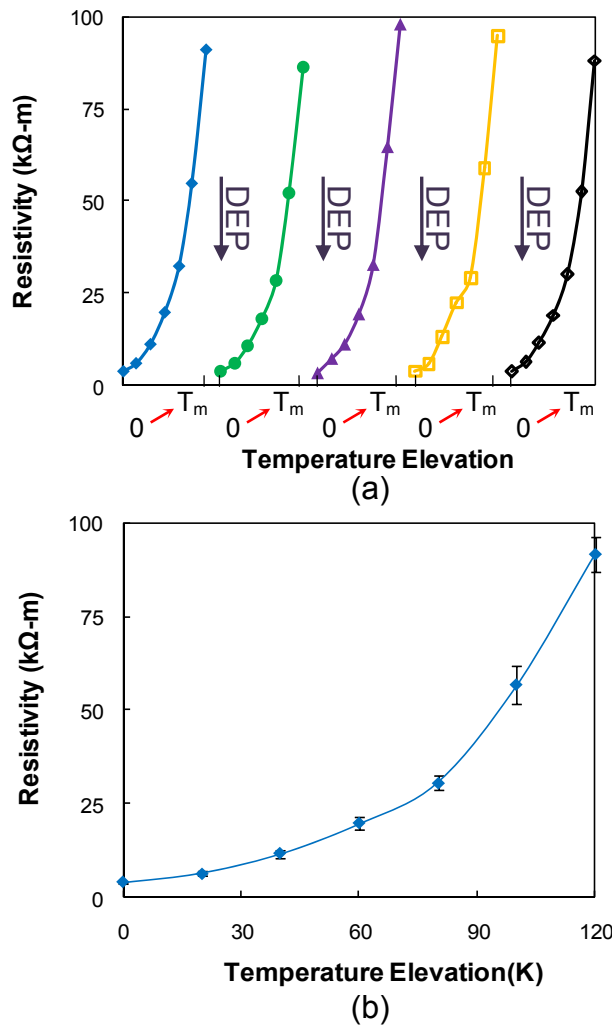 100
75
50
25
0
Resistivity (kΩ-m)
DEP
DEP
DEP
DEP
0 Tm
0 Tm
0 Tm
0 Tm
0 Tm
Temperature Elevation
(a)
100
75
50
25
0
Resistivity (kΩ-m)
0 30 60 90 120
Temperature Elevation(K)
(b)